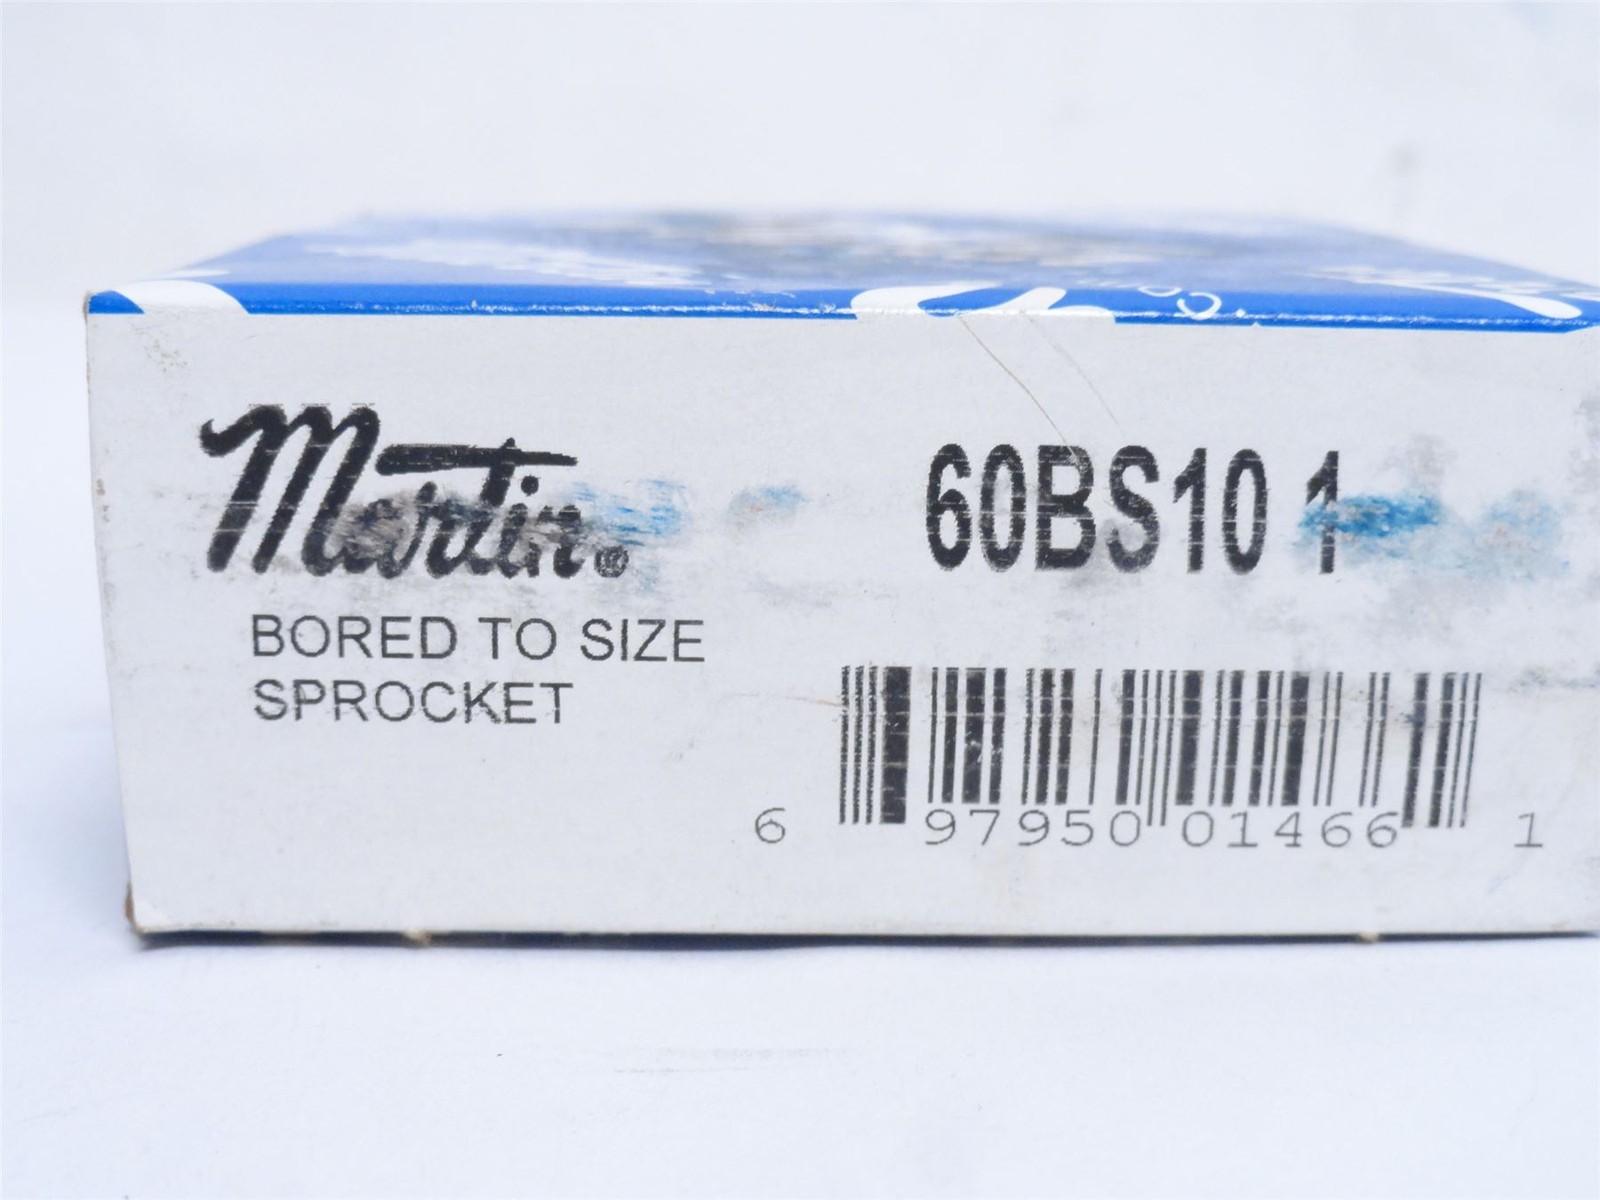 Martin®
60BS10 1
BORED TO SIZE
SPROCKET
6 97950 01466 1